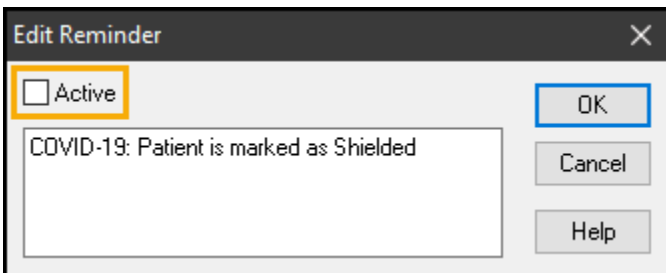 Edit Reminder
Active
OK
COVID-19: Patient is marked as Shielded
Cancel
Help